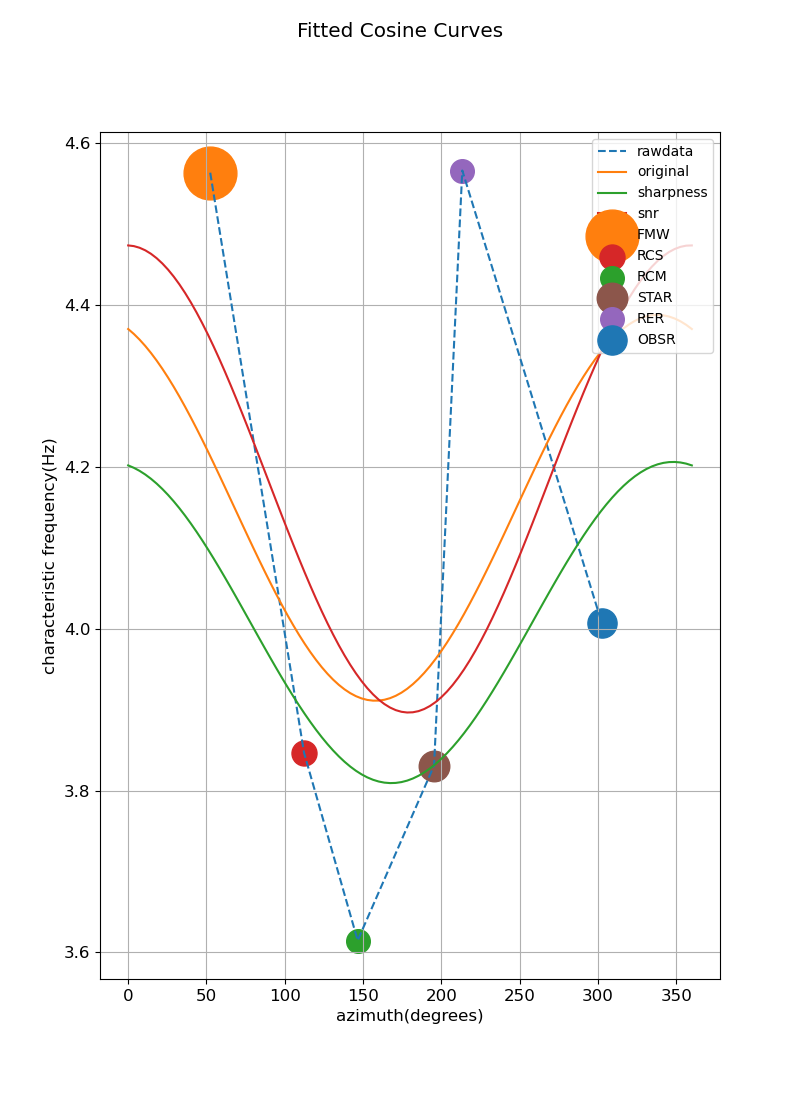 Fitted Cosine Curves
4.6
4.4
4.2
4.0
3.8
3.6
characteristic frequency(Hz)
rawdata
original
sharpness
snr
FMW
RCS
RCM
STAR
RER
OBSR
0 50 100 150 200 250 300 350
azimuth(degrees)